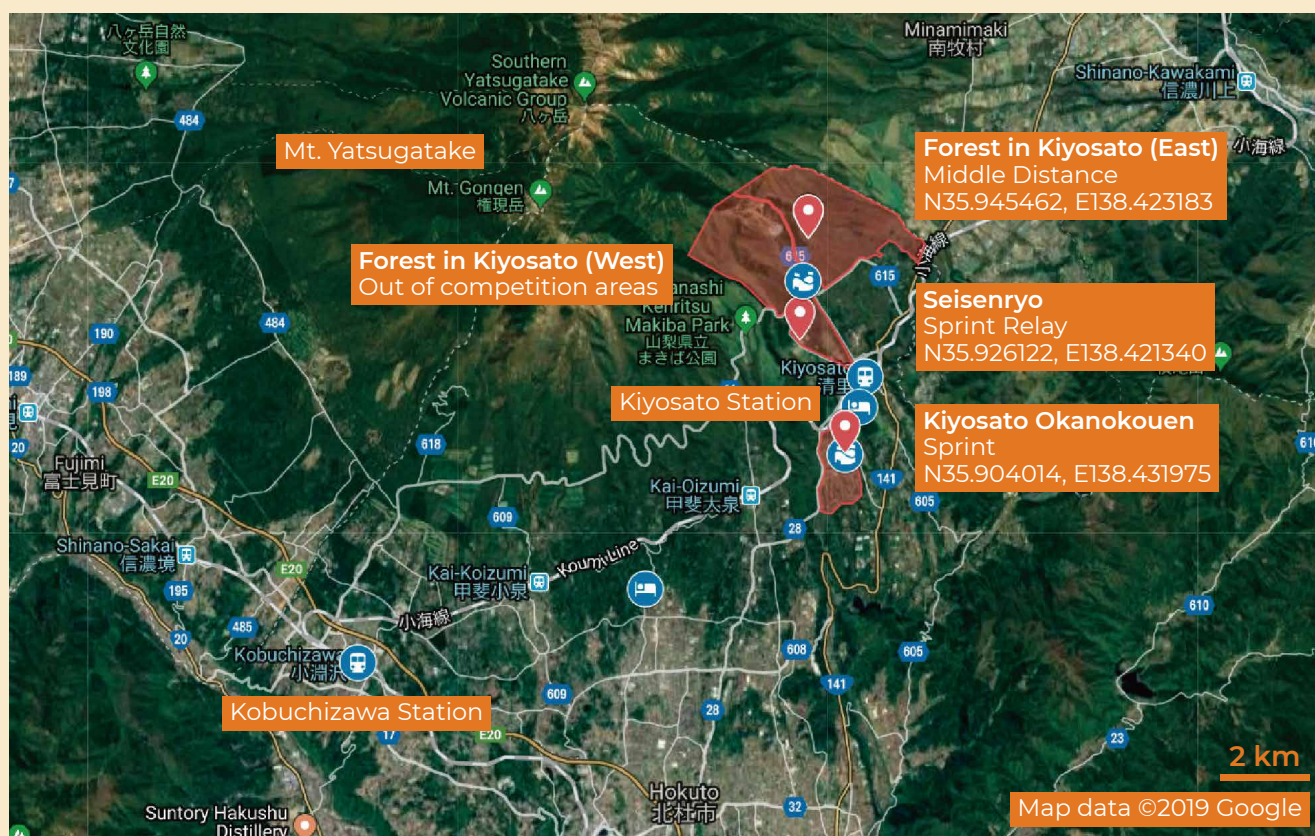 八ヶ岳自然
文化園
Minamimaki
南牧村
Southern
Yatsugatake
Volcanic Group
八ヶ岳
Shinano-Kawakami
信濃川上
484
Mt. Yatsugatake
Forest in Kiyosato (East)
Middle Distance
N35.945462, E138.423183
小海線
Mt. Gongen
権現岳
小海線
Forest in Kiyosato (West)
Out of competition areas
615
615
Kenritsu
Makiba Park
山梨県立
まきば公園
Seisenryo
Sprint Relay
N35.926122, E138.421340
484
190
189
198
Kiyosato
清里
Kiyosato Station
Kiyosato Okanokouen
Sprint
N35.904014, E138.431975
20
618
Fujimi
富士見町
E20
Kai-Oizumi
甲斐大泉
141
605
609
28
Shinano-Sakai
信濃境
E20
Koumi Line
Kai-Koizumi
甲斐小泉
195
小海線
610
20
485
Kobuchizawa
小淵沢
608
605
141
609
Kobuchizawa Station
28
17
E20
23
2 km
Hokuto
北杜市
32
Map data ©2019 Google
Suntory Hakushu
Distillery